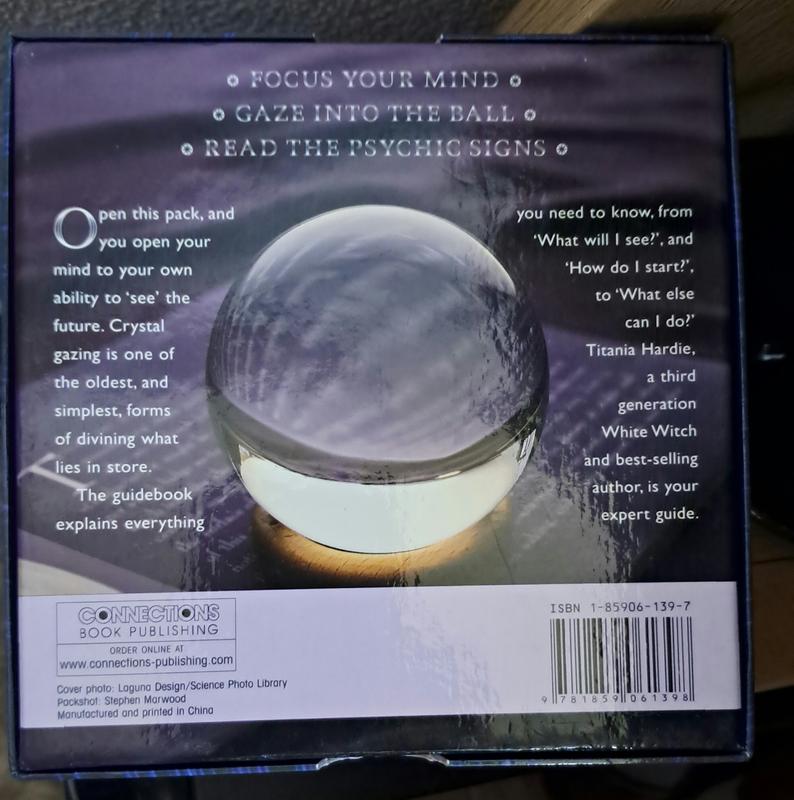 FOCUS YOUR MIND
GAZE INTO THE BALL
READ THE PSYCHIC SIGNS
Open this pack, and
you open your
mind to your own
ability to 'see' the
future. Crystal
gazing is one of
the oldest, and
simplest, forms
of divining what
lies in store.
The guidebook
explains everything
you need to know, from
'What will I see?', and
'How do I start?',
to 'What else
can I do?'
Titania Hardie,
a third
generation
White Witch
and best-selling
author, is your
expert guide.
CONNECTIONS
BOOK PUBLISHING
ORDER ONLINE AT
www.connections-publishing.com
Cover photo: Laguna Design/Science Photo Library
Packshot: Stephen Marwood
Manufactured and printed in China
ISBN 1-85906-139-7
9 781859 061398